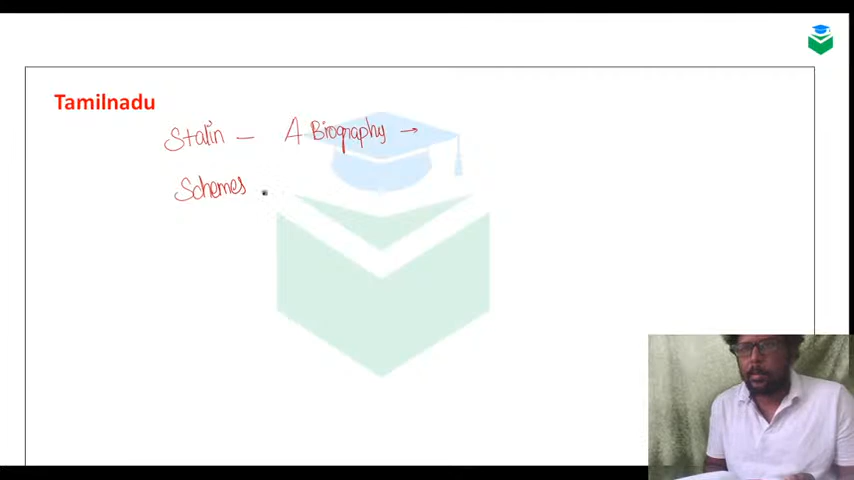 Tamilnadu
Stalin — A Biography →
Schemes